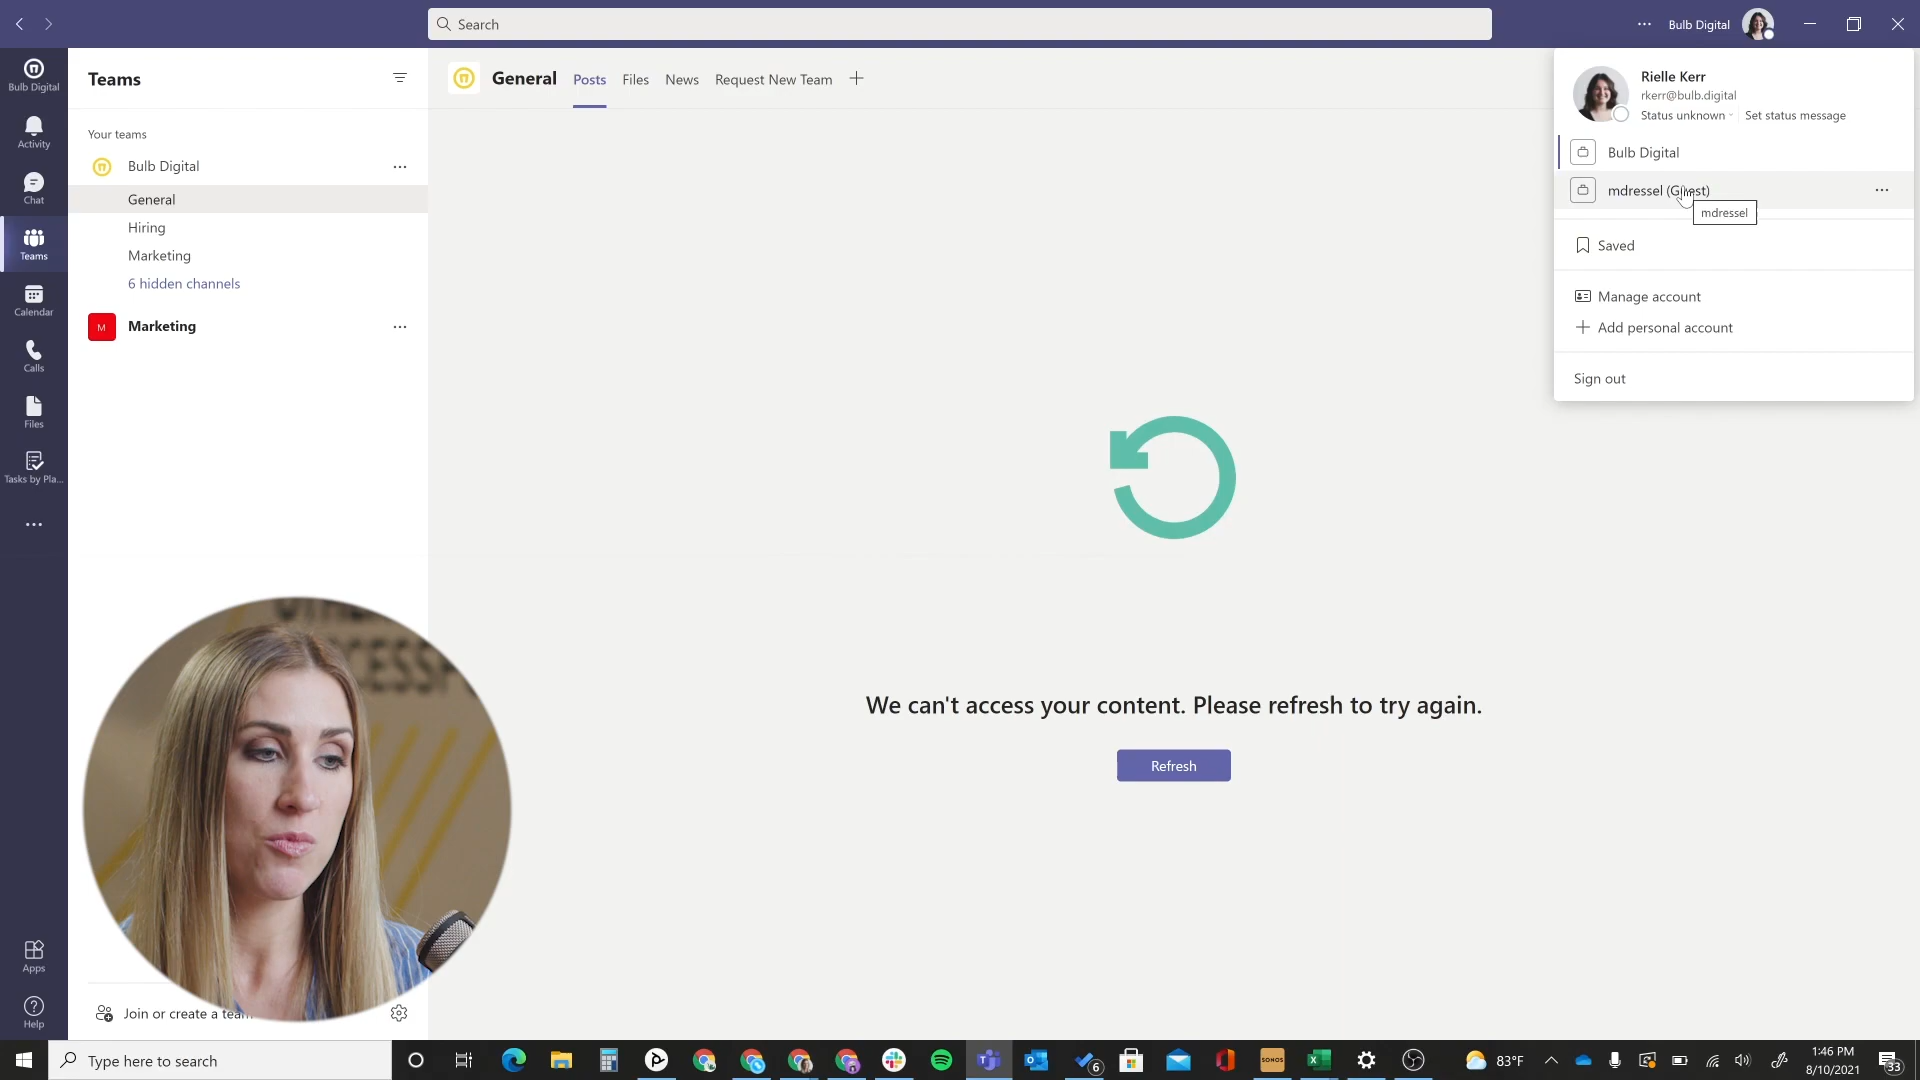 Search
Bulb Digital
Bulb Digital
Activity
Chat
Teams
Calendar
Calls
Files
Tasks by Pla...
Apps
Help
Teams
Your teams
Bulb Digital
General
Hiring
Marketing
6 hidden channels
M Marketing
Join or create a team
General Posts Files News Request New Team
We can't access your content. Please refresh to try again.
Refresh
Rielle Kerr
rkerr@bulb.digital
Status unknown Set status message
Bulb Digital
mdressel (Guest)
mdressel
Saved
Manage account
Add personal account
Sign out
Type here to search
6
SONOS
83°F
1:46 PM
8/10/2021
33